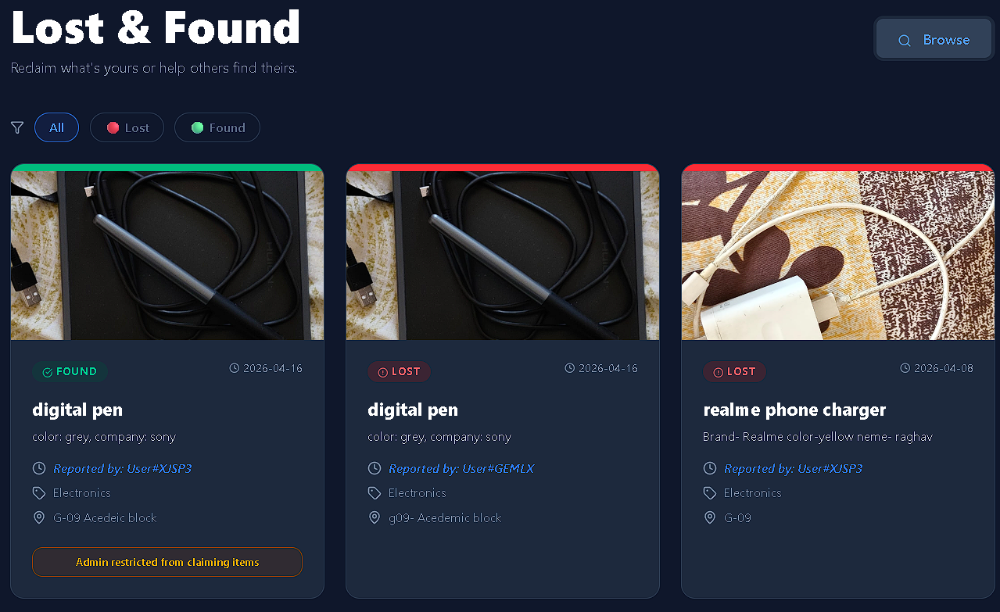 Lost & Found
Browse
Reclaim what's yours or help others find theirs.
All
Lost
Found
FOUND
2026-04-16
digital pen
color: grey, company: sony
Reported by: User#XJSP3
Electronics
G-09 Acedeic block
Admin restricted from claiming items
LOST
2026-04-16
digital pen
color: grey, company: sony
Reported by: User#GEMLX
Electronics
g09- Acedemic block
LOST
2026-04-08
realme phone charger
Brand- Realme color-yellow neme- raghav
Reported by: User#XJSP3
Electronics
G-09